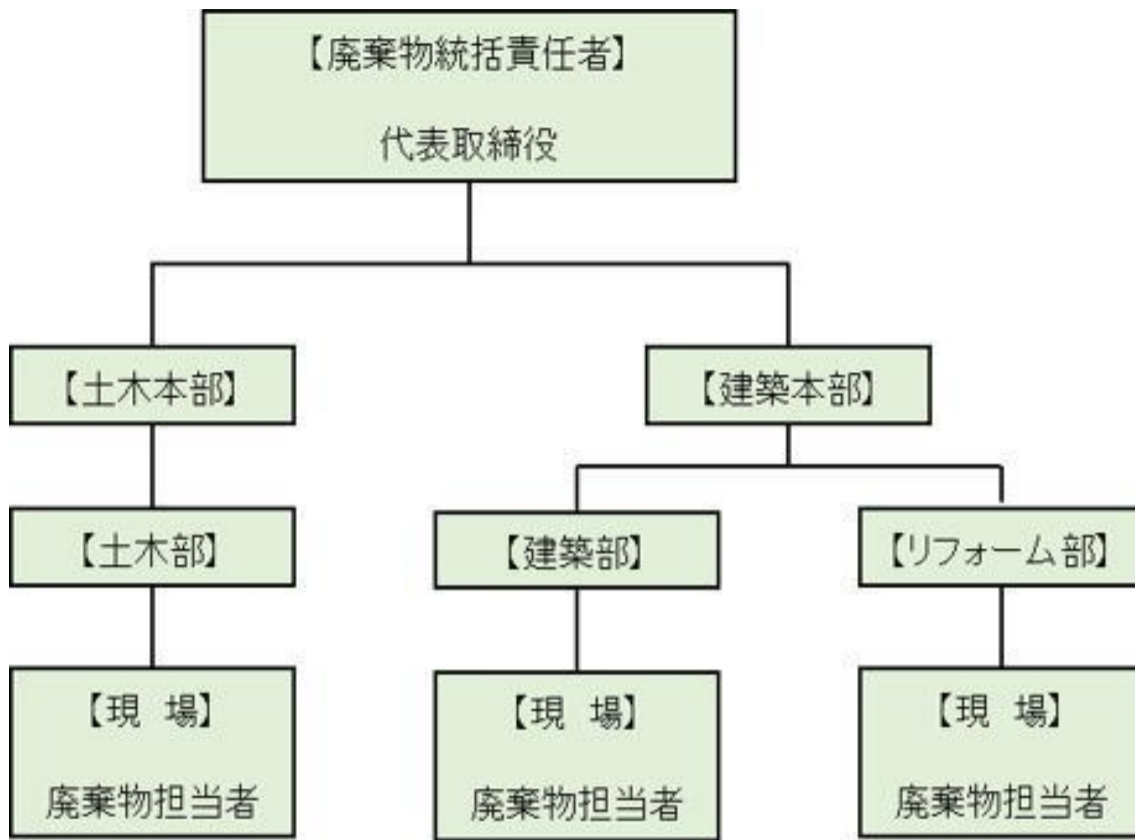 【廃棄物統括責任者】
代表取締役
【土木本部】
【建築本部】
【土木部】
【建築部】
【リフォーム部】
【現　場】
廃棄物担当者
【現　場】
廃棄物担当者
【現　場】
廃棄物担当者